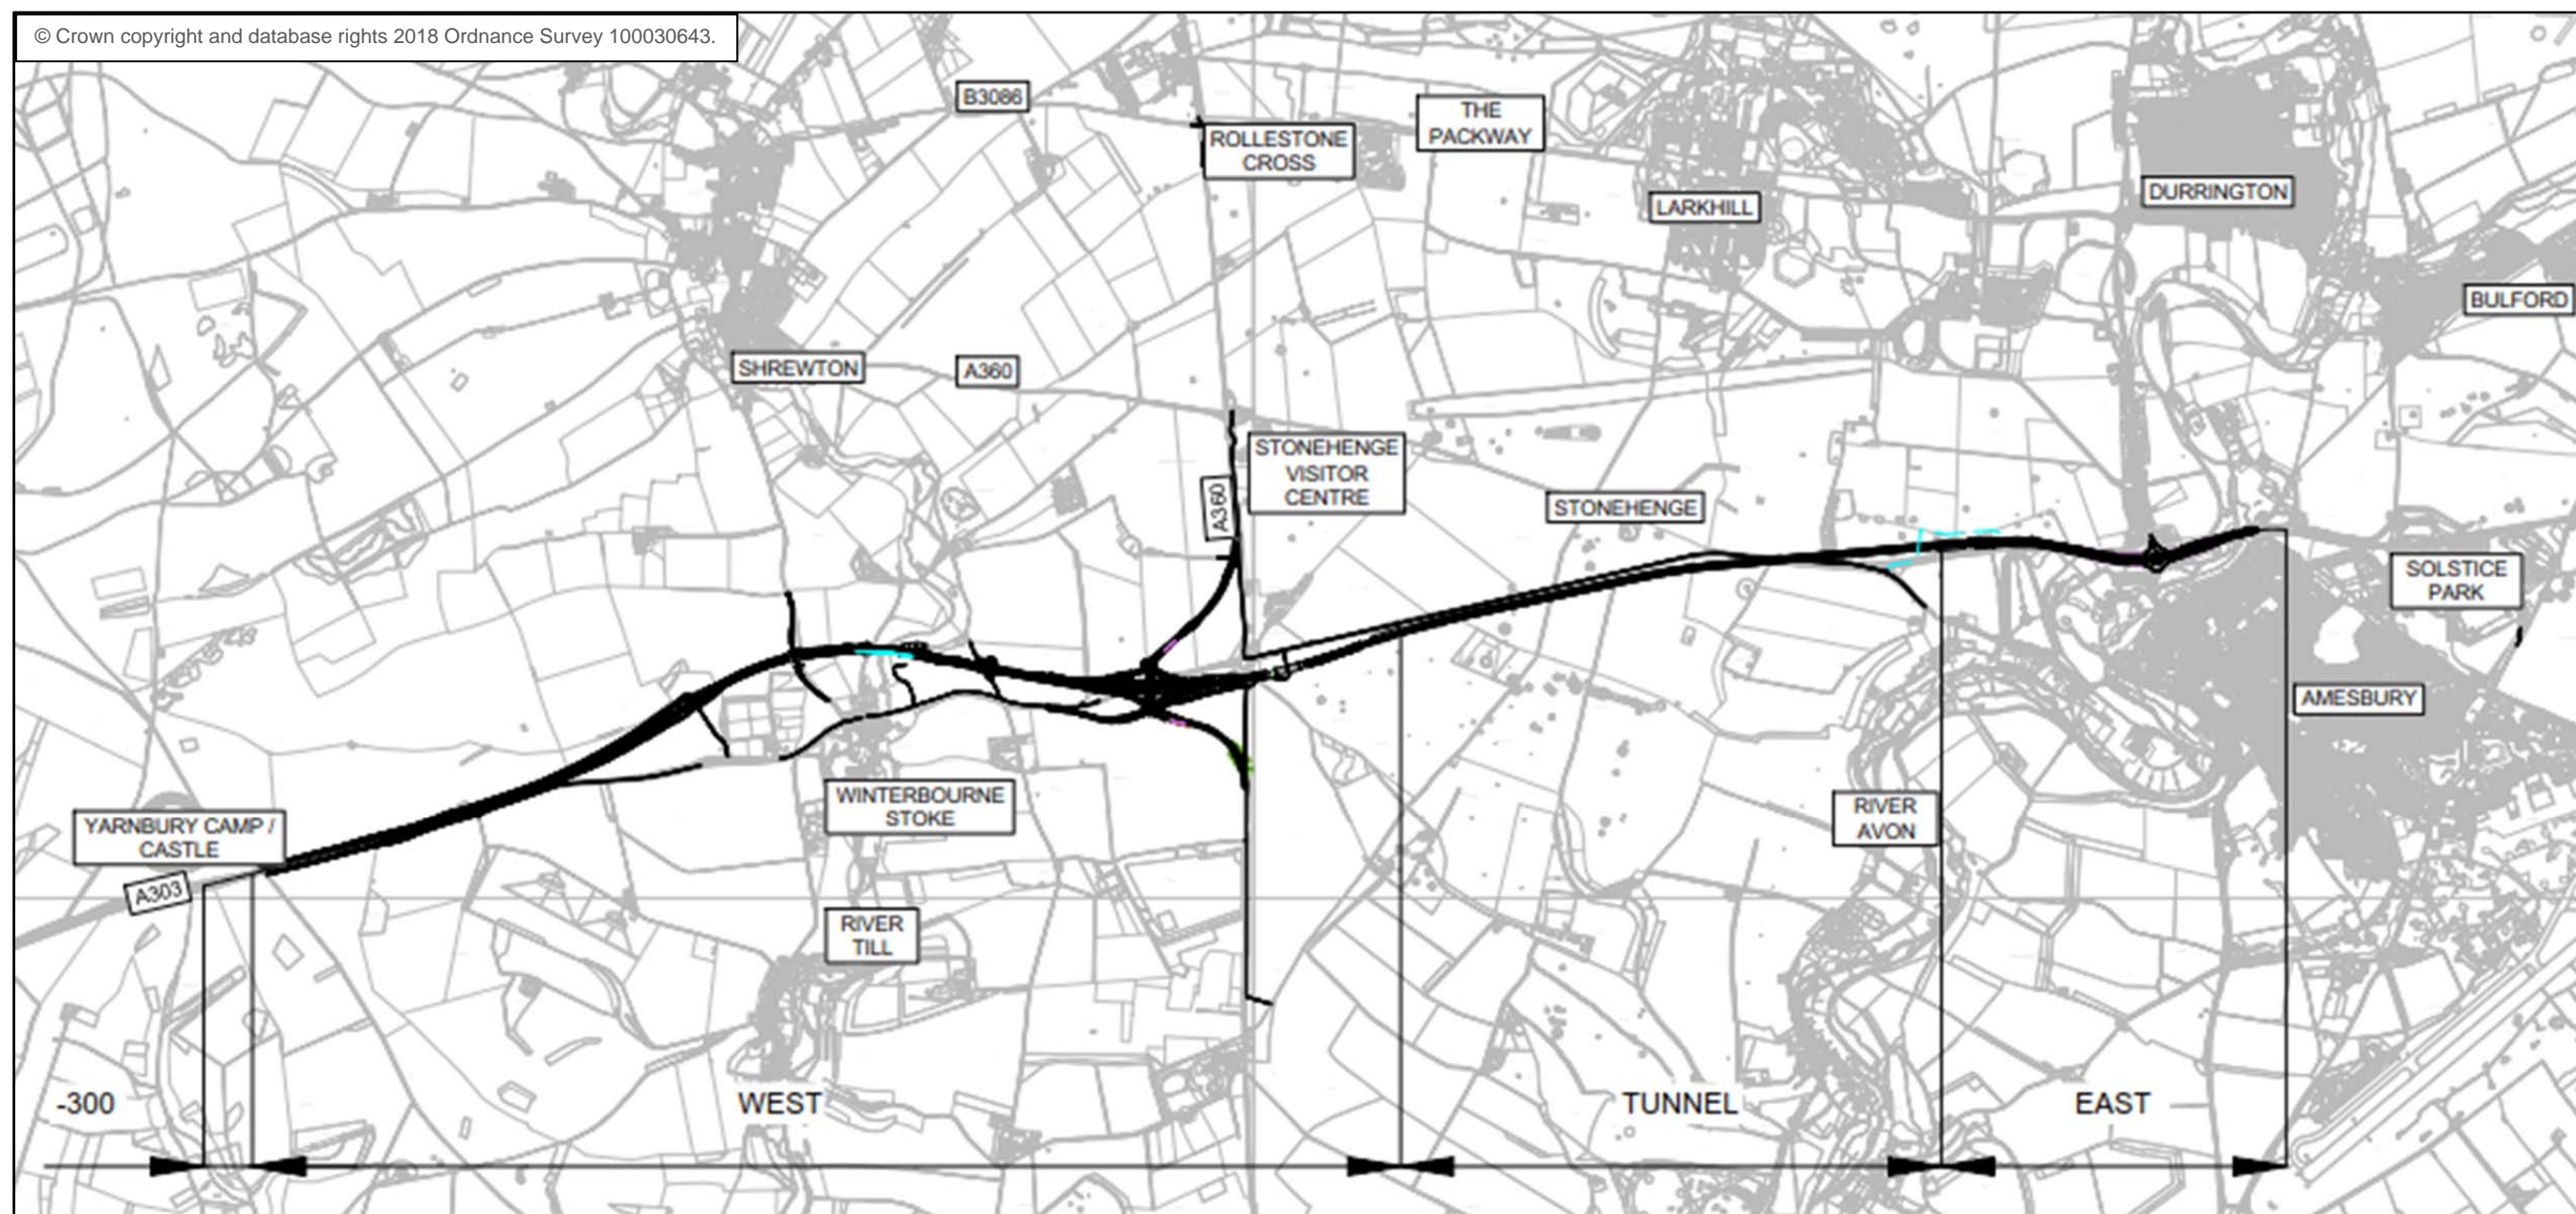 © Crown copyright and database rights 2018 Ordnance Survey 100030643.
B3086
THE
PACKWAY
ROLLESTONE
CROSS
LARKHILL
DURRINGTON
BULFORD
SHREWTON
A360
STONEHENGE
VISITOR
CENTRE
A360
STONEHENGE
SOLSTICE
PARK
AMESBURY
WINTERBOURNE
STOKE
RIVER
AVON
YARNBURY CAMP /
CASTLE
A303
RIVER
TILL
-300
WEST
TUNNEL
EAST